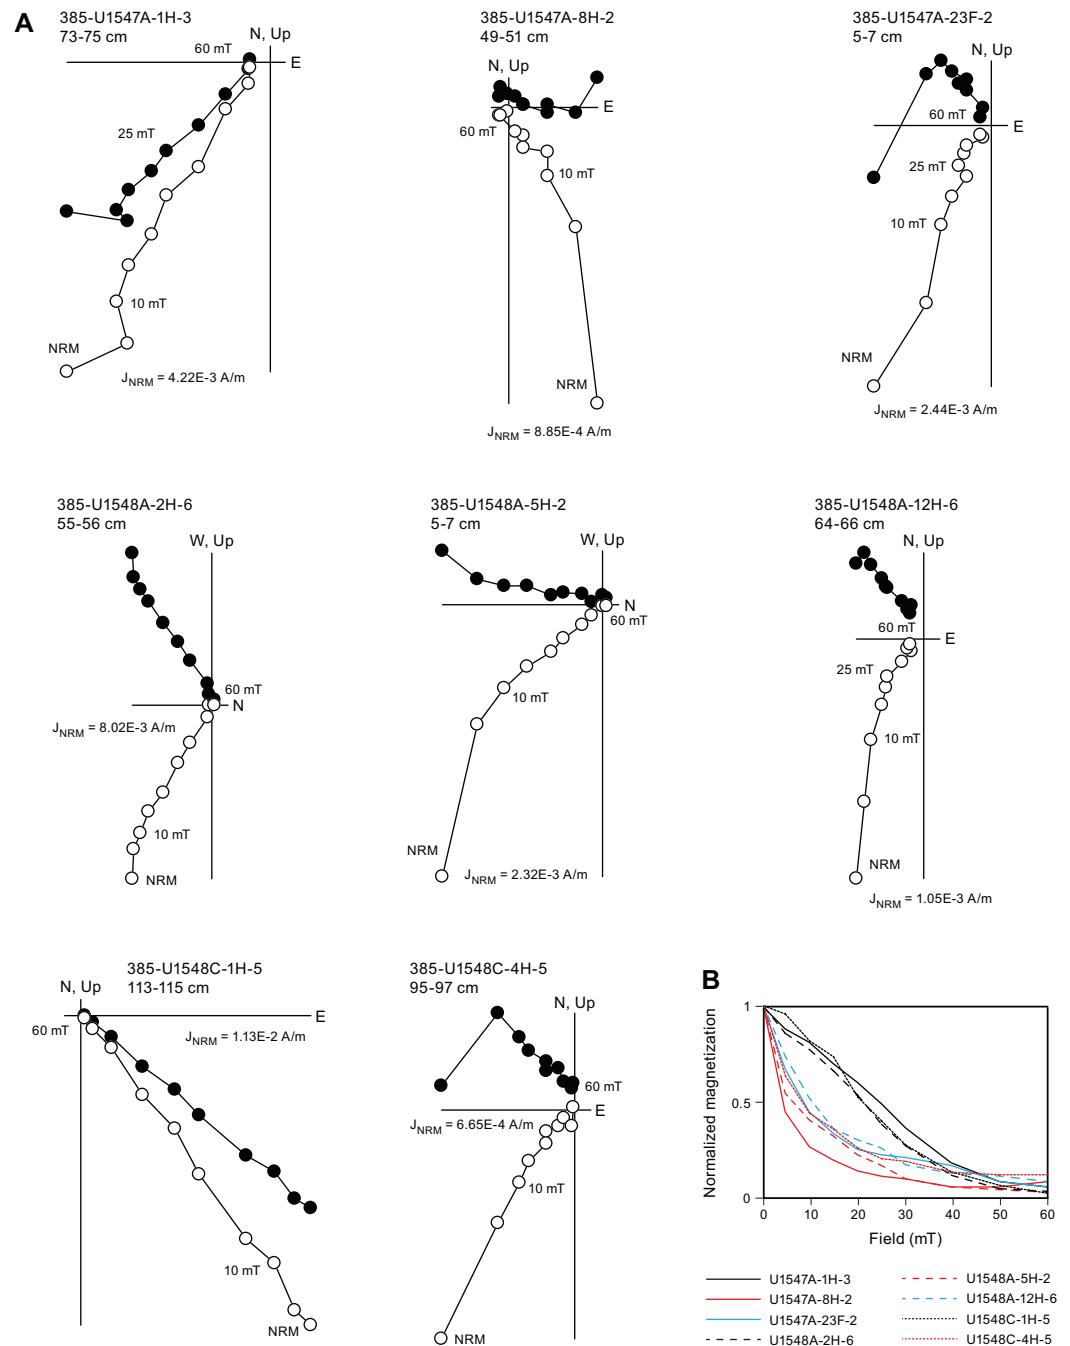 A
385-U1547A-1H-3
73-75 cm
N, Up
60 mT
E
25 mT
10 mT
NRM
JNRM = 4.22E-3 A/m
385-U1547A-8H-2
49-51 cm
N, Up
E
60 mT
10 mT
NRM
JNRM = 8.85E-4 A/m
385-U1547A-23F-2
5-7 cm
N, Up
60 mT
E
25 mT
10 mT
NRM
JNRM = 2.44E-3 A/m
385-U1548A-2H-6
55-56 cm
W, Up
60 mT
N
JNRM = 8.02E-3 A/m
10 mT
NRM
385-U1548A-5H-2
5-7 cm
W, Up
N
60 mT
10 mT
NRM
JNRM = 2.32E-3 A/m
385-U1548A-12H-6
64-66 cm
N, Up
60 mT
E
25 mT
10 mT
NRM
JNRM = 1.05E-3 A/m
385-U1548C-1H-5
113-115 cm
N, Up
E
60 mT
JNRM = 1.13E-2 A/m
10 mT
NRM
385-U1548C-4H-5
95-97 cm
N, Up
60 mT
E
JNRM = 6.65E-4 A/m
10 mT
NRM
B
Normalized magnetization
1
0.5
0
0 10 20 30 40 50 60
Field (mT)
U1547A-1H-3
U1547A-8H-2
U1547A-23F-2
U1548A-2H-6
U1548A-5H-2
U1548A-12H-6
U1548C-1H-5
U1548C-4H-5